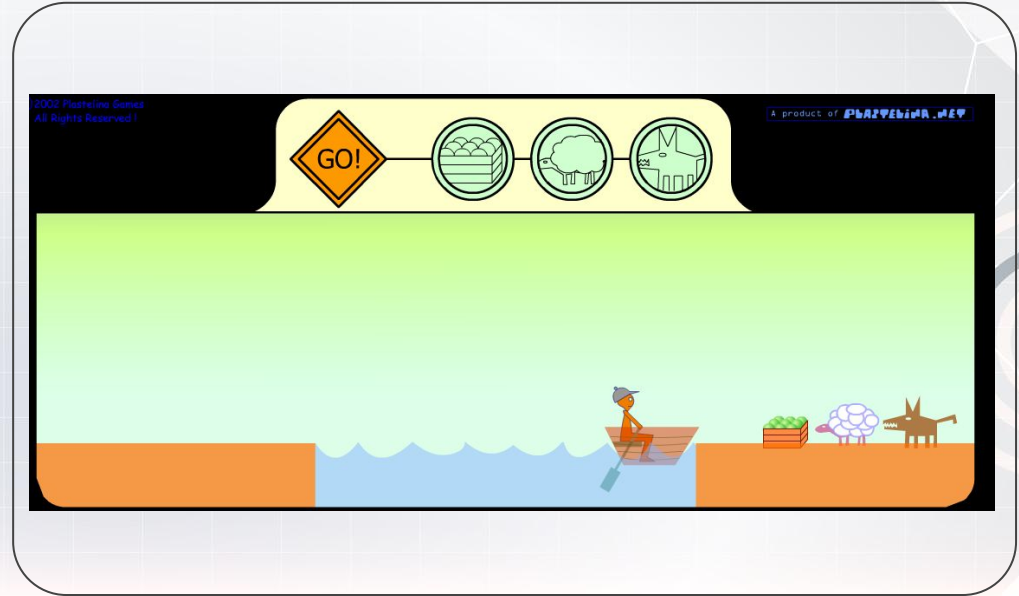 ©2002 Plastelina Games
All Rights Reserved !
A product of PLASTELINA.NET
GO!